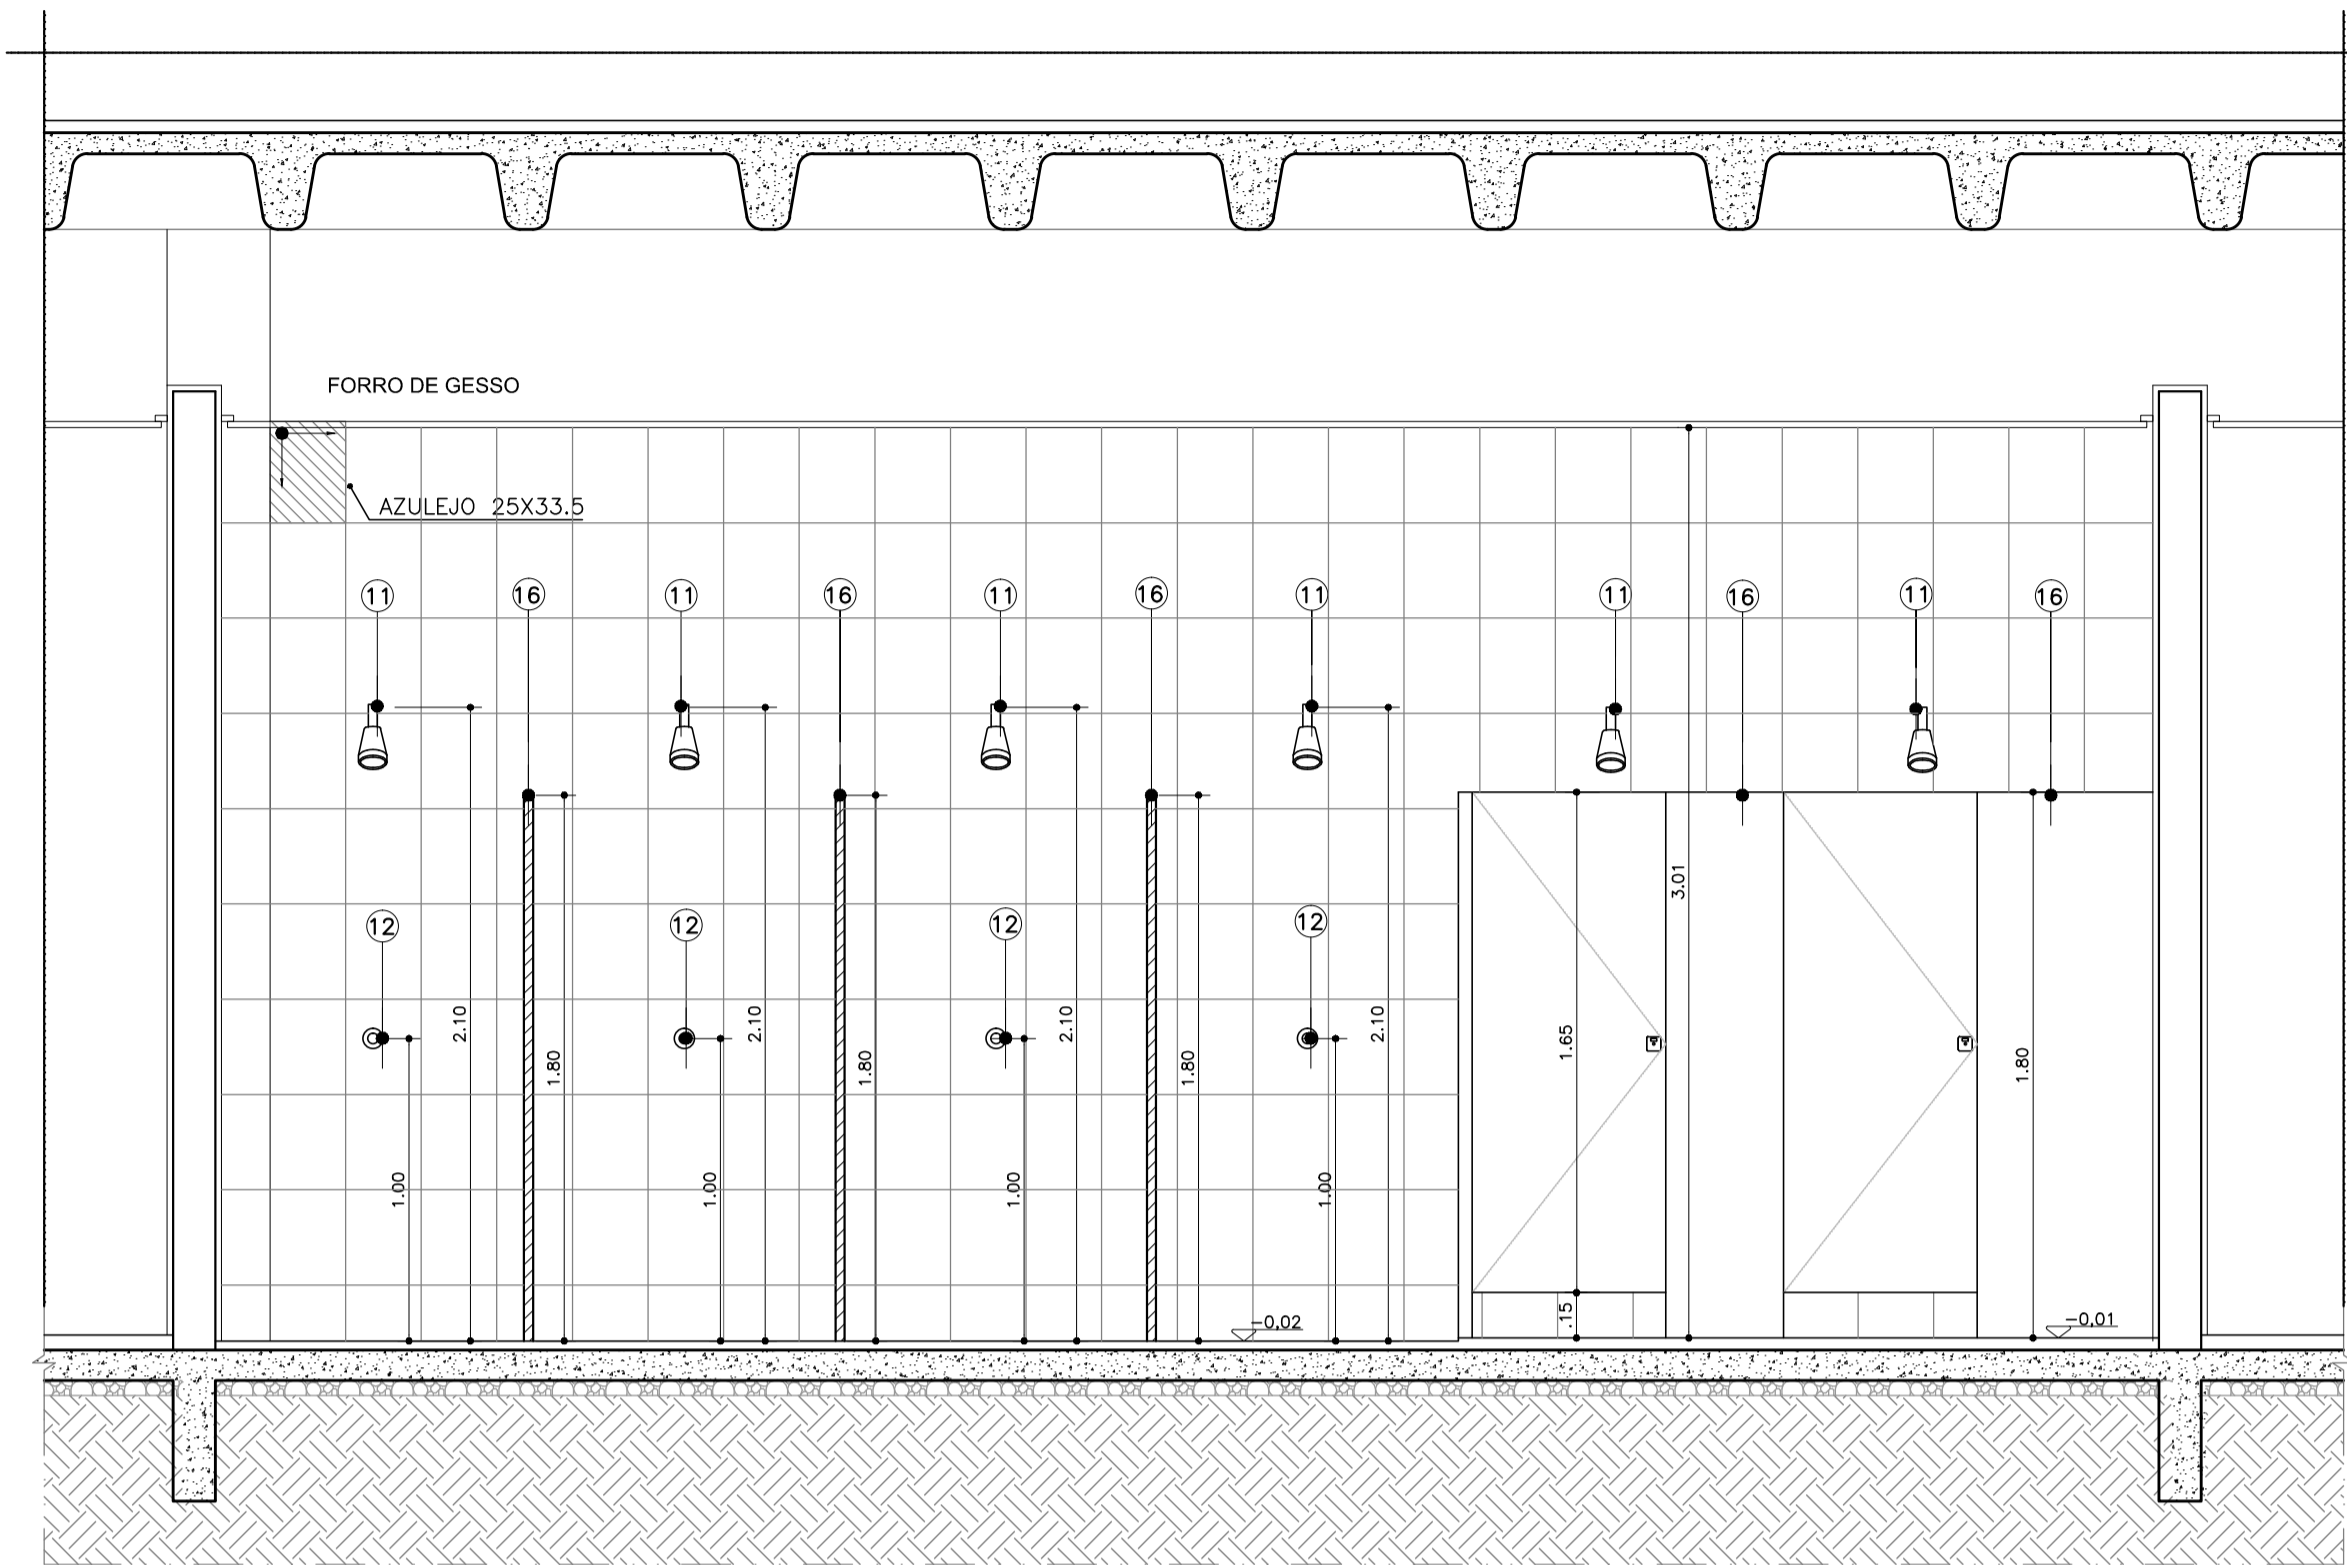 FORRO DE GESSO
AZULEJO 25X33.5
11 16 11 16 11 16 11 11 16 11 16
3.01
12 12 12 12
2.10 2.10 2.10 2.10
1.80 1.80 1.80 1.65 1.80
1.00 1.00 1.00 1.00
.15
-0,02 -0.01